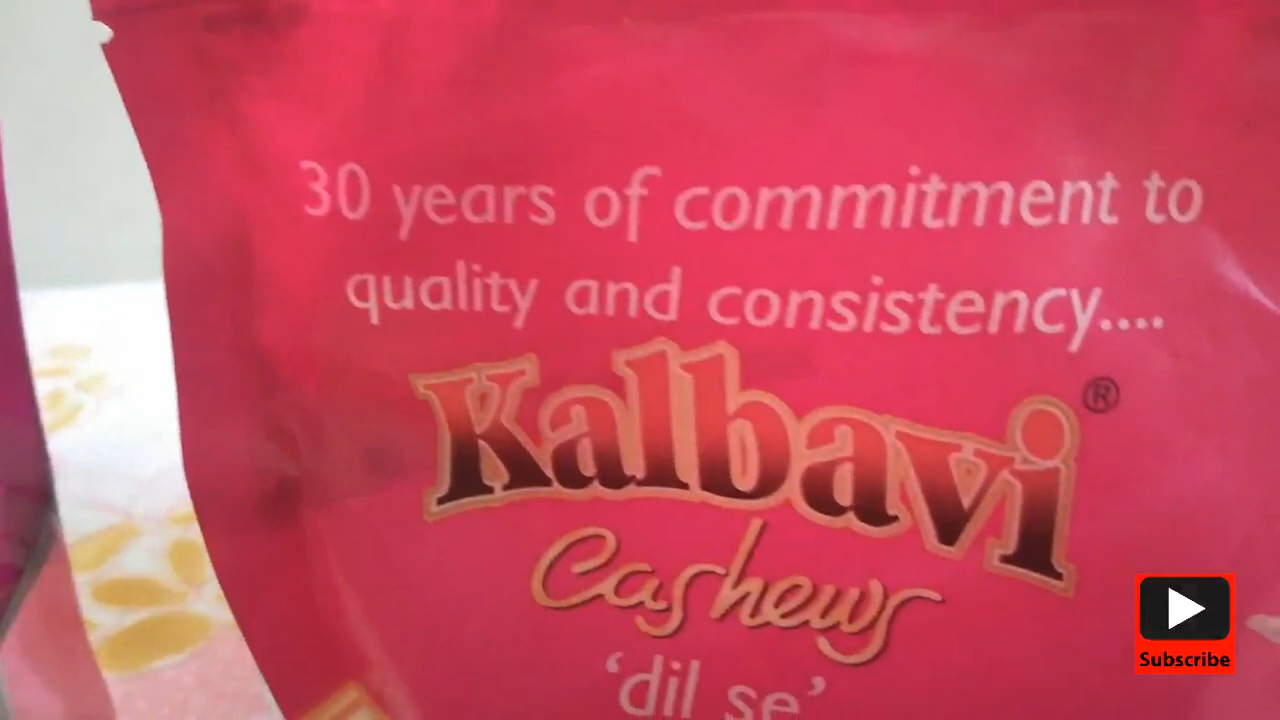 30 years of commitment to
quality and consistency....
Kalbavi®
Cashews
'dil se'
Subscribe